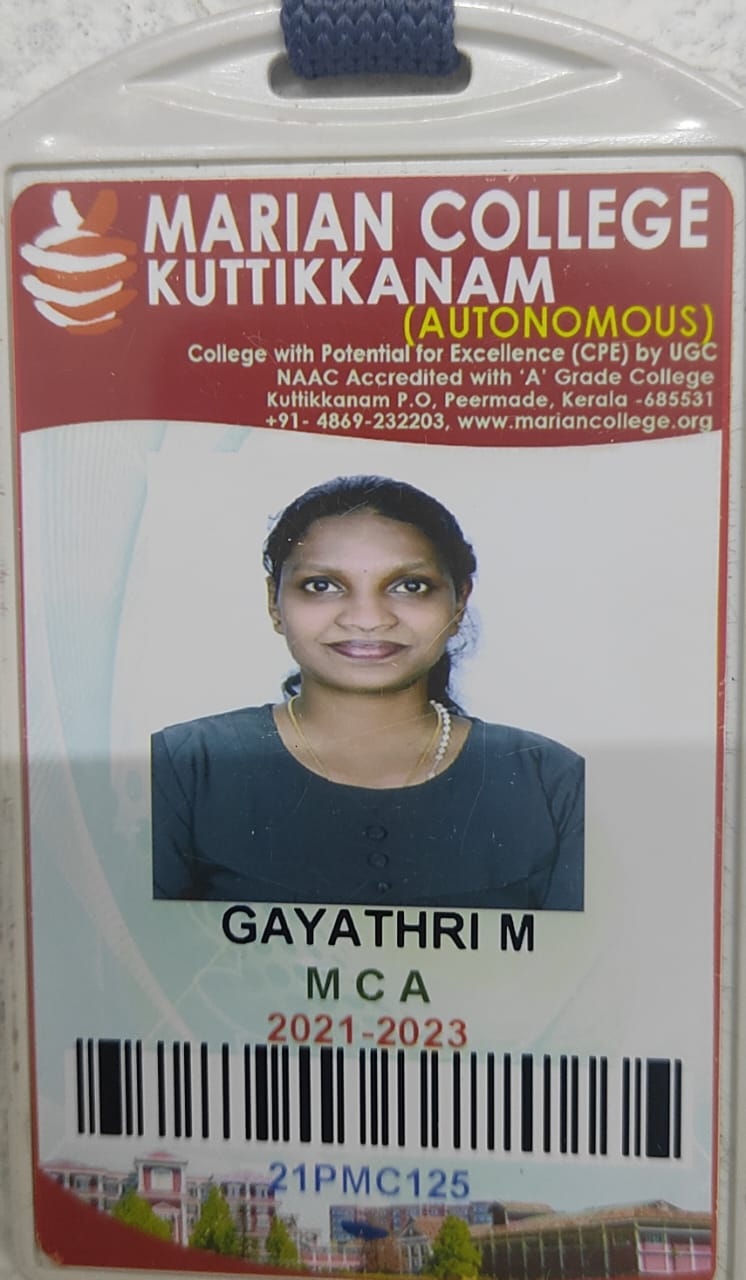 MARIAN COLLEGE
KUTTIKKANAM
(AUTONOMOUS)
College with Potential for Excellence (CPE) by UGC
NAAC Accredited with 'A' Grade College
Kuttikkanam P.O, Peermade, Kerala -685531
+91- 4869-232203, www.mariancollege.org
GAYATHRI M
M C A
2021-2023
21PMC125